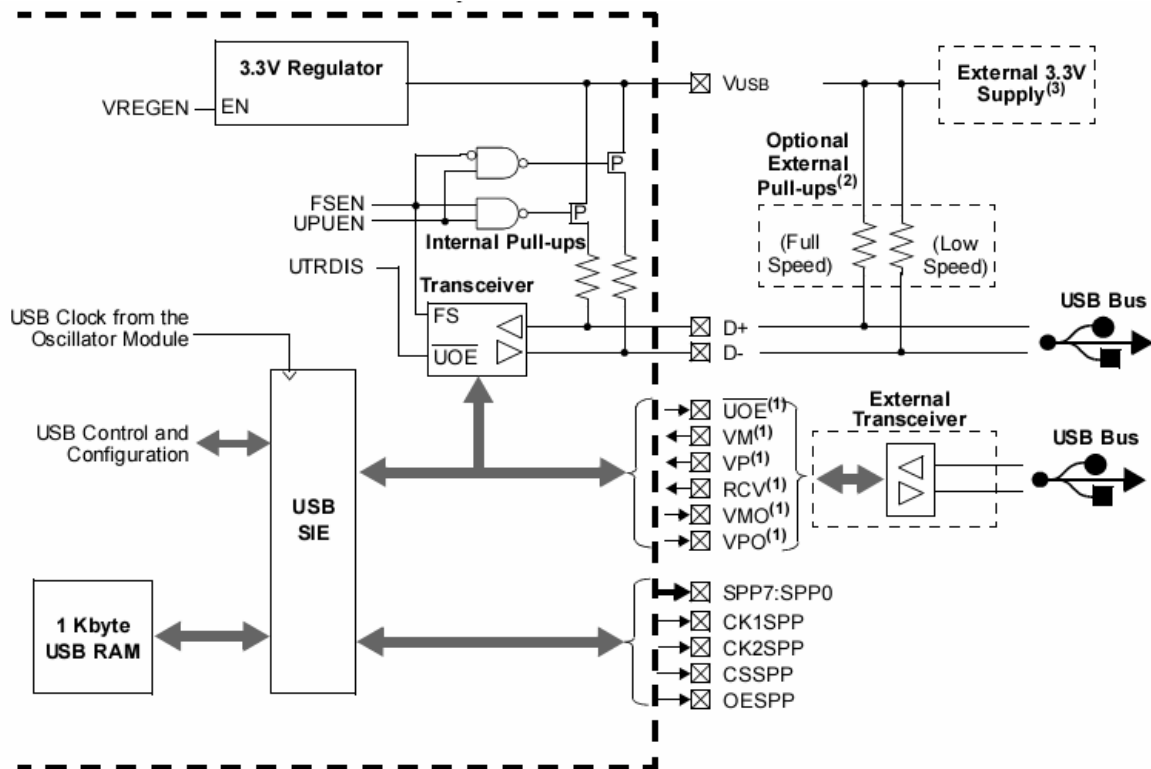 3.3V Regulator
VREGEN
EN
VUSB
External 3.3V
Supply(3)
Optional
External
Pull-ups(2)
P
FSEN
UPUEN
P
Internal Pull-ups
(Full
Speed)
(Low
Speed)
UTRDIS
Transceiver
FS
UOE
USB Clock from the
Oscillator Module
D+
D-
USB Bus
USB Control and
Configuration
USB
SIE
UOE(1)
VM(1)
VP(1)
RCV(1)
VMO(1)
VPO(1)
External
Transceiver
USB Bus
1 Kbyte
USB RAM
SPP7:SPP0
CK1SPP
CK2SPP
CSSPP
OESPP